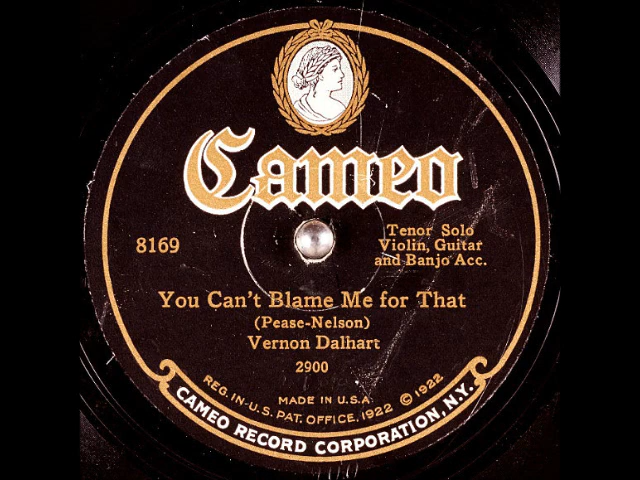 Cameo
8169
Tenor Solo
Violin, Guitar
and Banjo Acc.
You Can't Blame Me for That
(Pease-Nelson)
Vernon Dalhart
2900
MADE IN U.S.A.
REG. IN U.S. PAT. OFFICE, 1922 © 1922
CAMEO RECORD CORPORATION, N.Y.